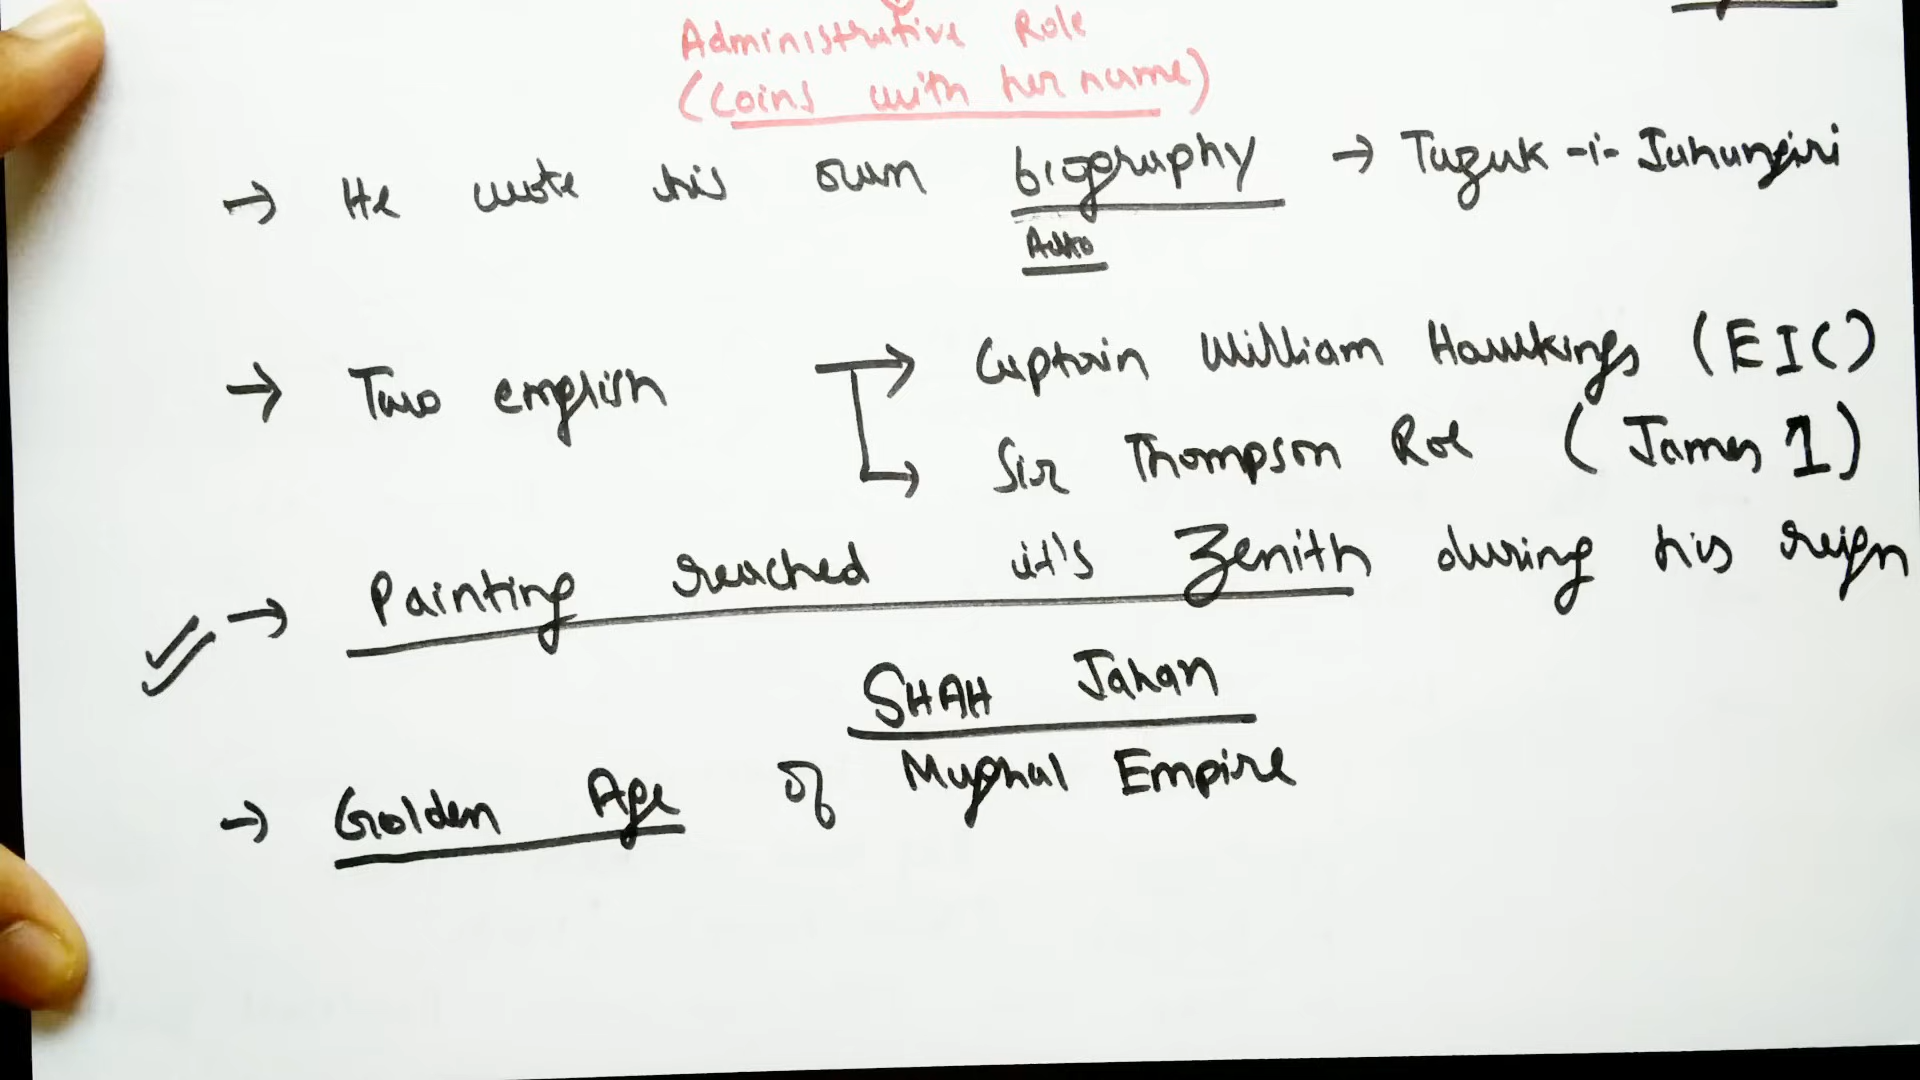 Administrative Role
(coins with her name)
→ He wrote his own biography → Tuzuk-i-Jahangiri
Auto
→ Two english → Captain William Hawkings (EIC)
→ Sir Thompson Roe (James 1)
→ Painting reached it's Zenith during his reign
SHAH Jahan
→ Golden Age of Mughal Empire